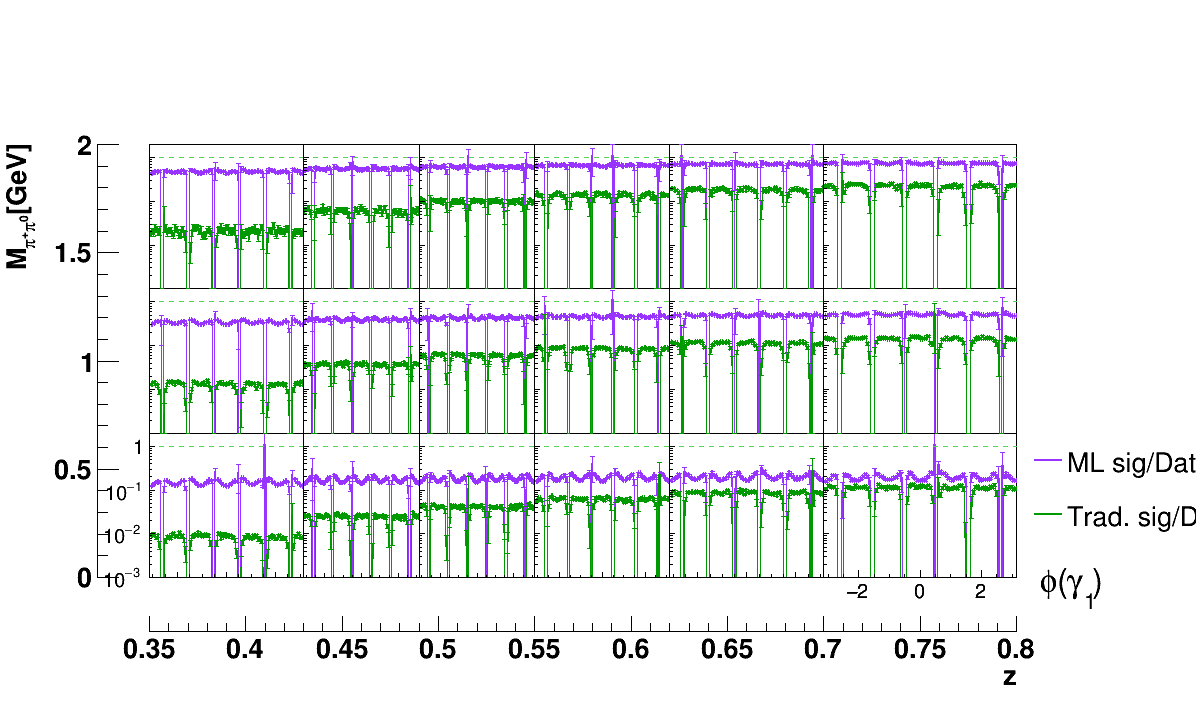 M_{π⁺π⁰}[GeV]
2
1.5
1
0.5
0
1
10⁻¹
10⁻²
10⁻³
ML sig/Dat
Trad. sig/D
−2 0 2
ϕ(γ₁)
0.35 0.4 0.45 0.5 0.55 0.6 0.65 0.7 0.75 0.8
z